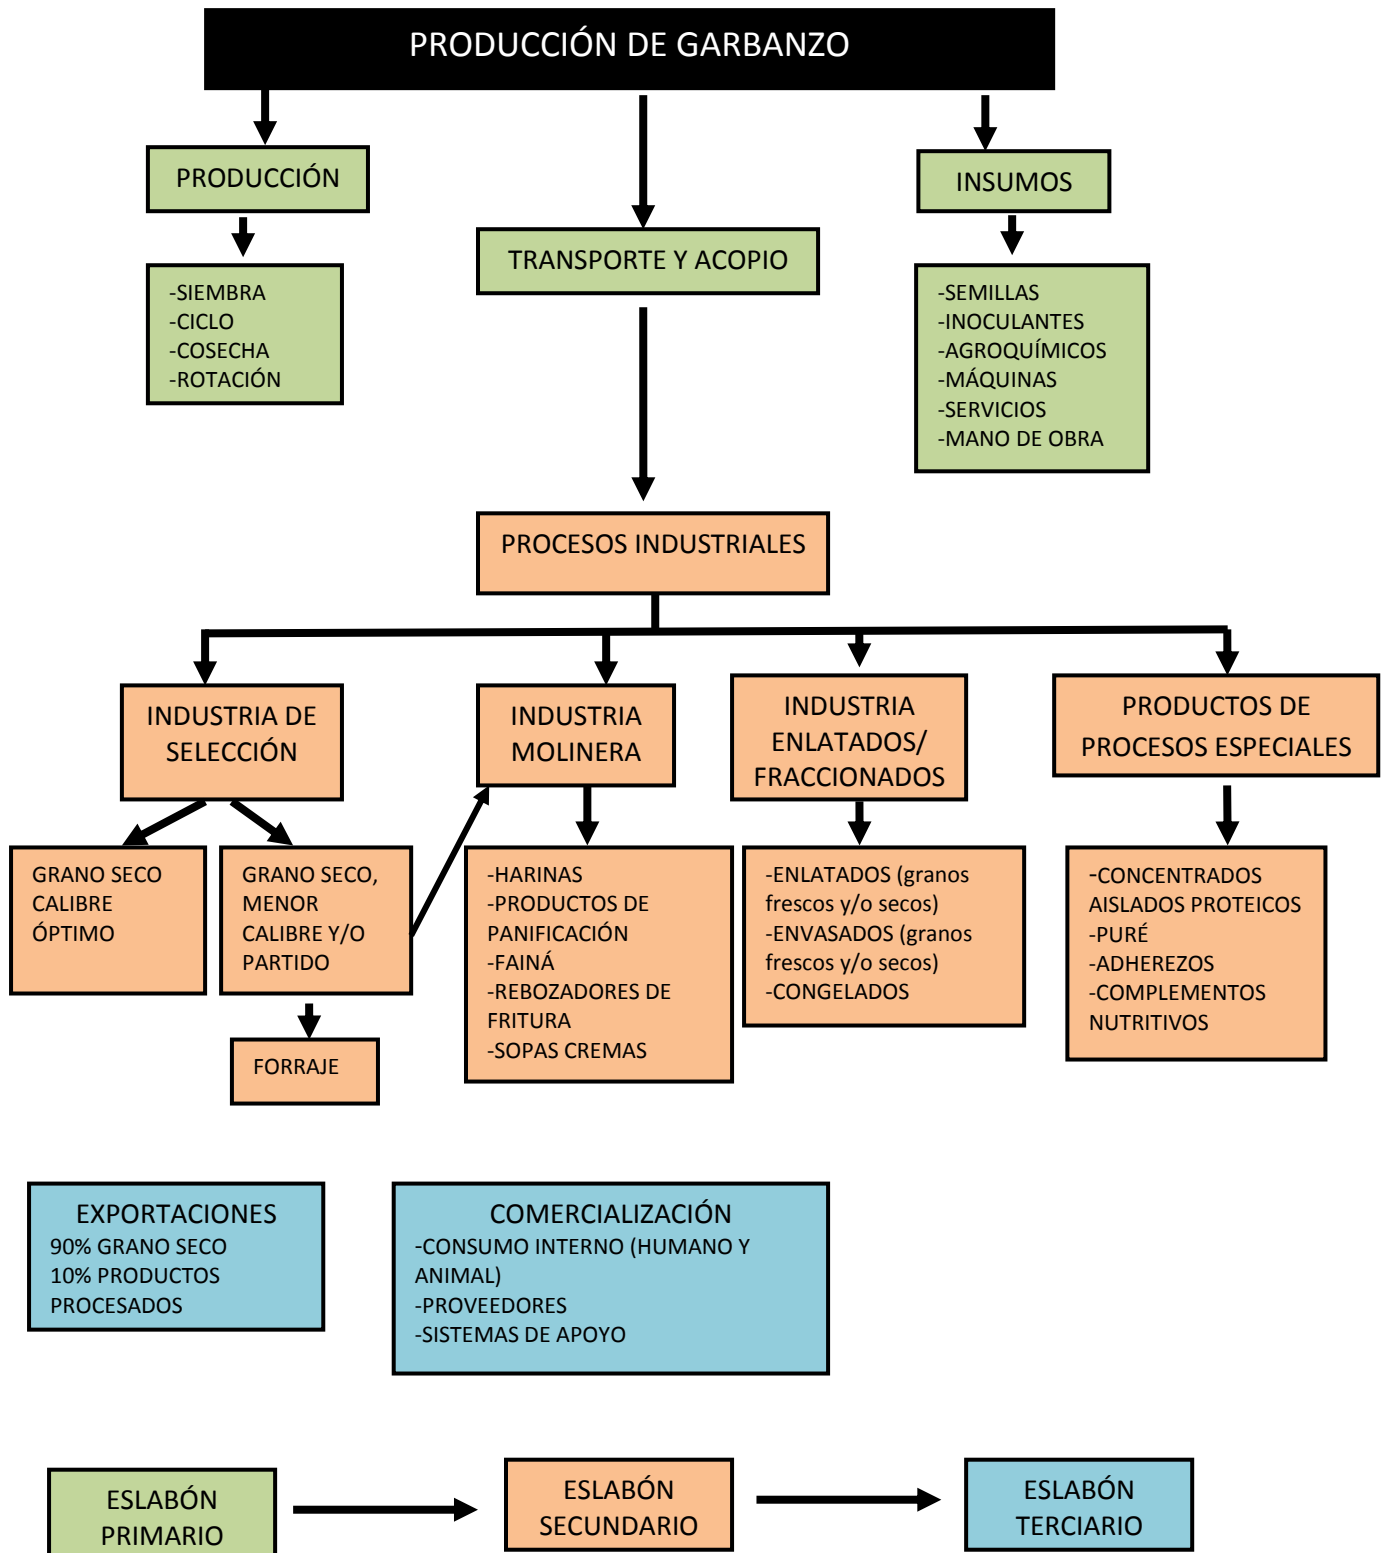 PRODUCCIÓN DE GARBANZO
PRODUCCIÓN
INSUMOS
TRANSPORTE Y ACOPIO
-SIEMBRA
-CICLO
-COSECHA
-ROTACIÓN
-SEMILLAS
-INOCULANTES
-AGROQUÍMICOS
-MÁQUINAS
-SERVICIOS
-MANO DE OBRA
PROCESOS INDUSTRIALES
INDUSTRIA DE
SELECCIÓN
INDUSTRIA
MOLINERA
INDUSTRIA
ENLATADOS/
FRACCIONADOS
PRODUCTOS DE
PROCESOS ESPECIALES
GRANO SECO
CALIBRE
ÓPTIMO
GRANO SECO,
MENOR
CALIBRE Y/O
PARTIDO
-HARINAS
-PRODUCTOS DE
PANIFICACIÓN
-FAINÁ
-REBOZADORES DE
FRITURA
-SOPAS CREMAS
-ENLATADOS (granos
frescos y/o secos)
-ENVASADOS (granos
frescos y/o secos)
-CONGELADOS
-CONCENTRADOS
AISLADOS PROTEICOS
-PURÉ
-ADHEREZOS
-COMPLEMENTOS
NUTRITIVOS
FORRAJE
EXPORTACIONES
90% GRANO SECO
10% PRODUCTOS
PROCESADOS
COMERCIALIZACIÓN
-CONSUMO INTERNO (HUMANO Y
ANIMAL)
-PROVEEDORES
-SISTEMAS DE APOYO
ESLABÓN
PRIMARIO
ESLABÓN
SECUNDARIO
ESLABÓN
TERCIARIO